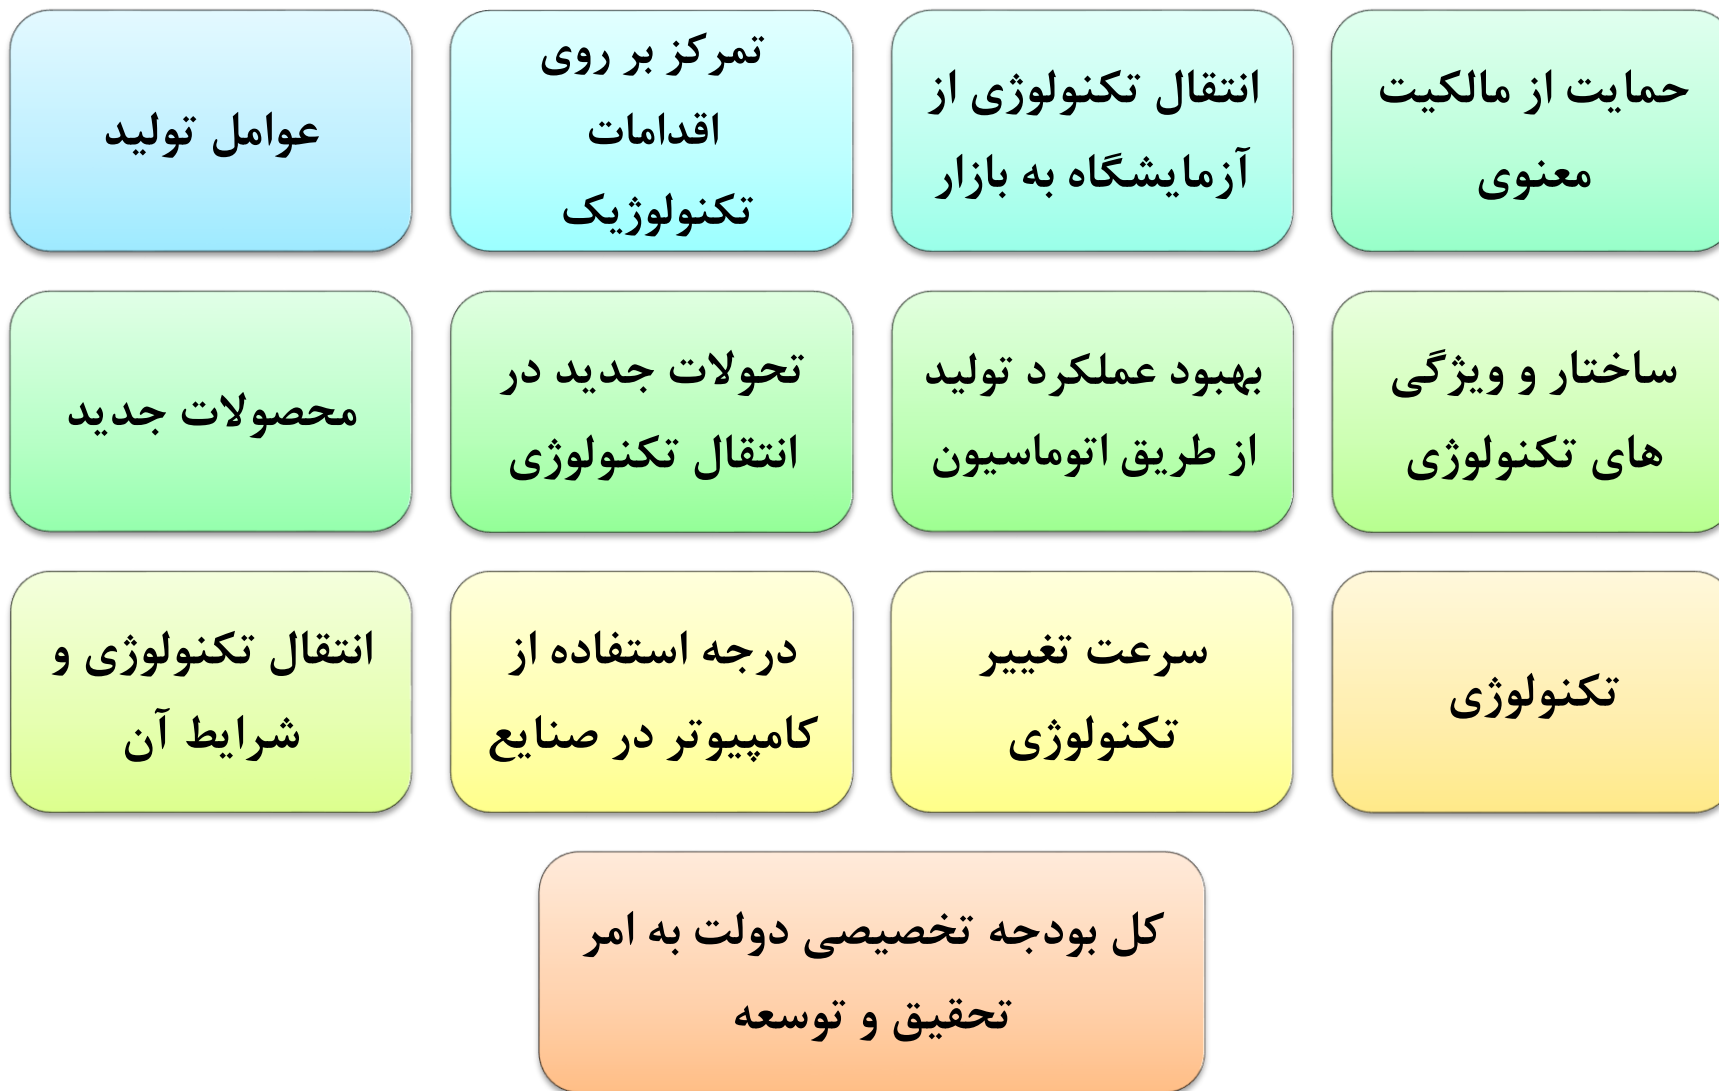 حمایت از مالکیت
معنوی
انتقال تکنولوژی از
آزمایشگاه به بازار
تمرکز بر روی
اقدامات
تکنولوژیک
عوامل تولید
ساختار و ویژگی
های تکنولوژی
بهبود عملکرد تولید
از طریق اتوماسیون
تحولات جدید در
انتقال تکنولوژی
محصولات جدید
تکنولوژی
سرعت تغییر
تکنولوژی
درجه استفاده از
کامپیوتر در صنایع
انتقال تکنولوژی و
شرایط آن
کل بودجه تخصیصی دولت به امر
تحقیق و توسعه